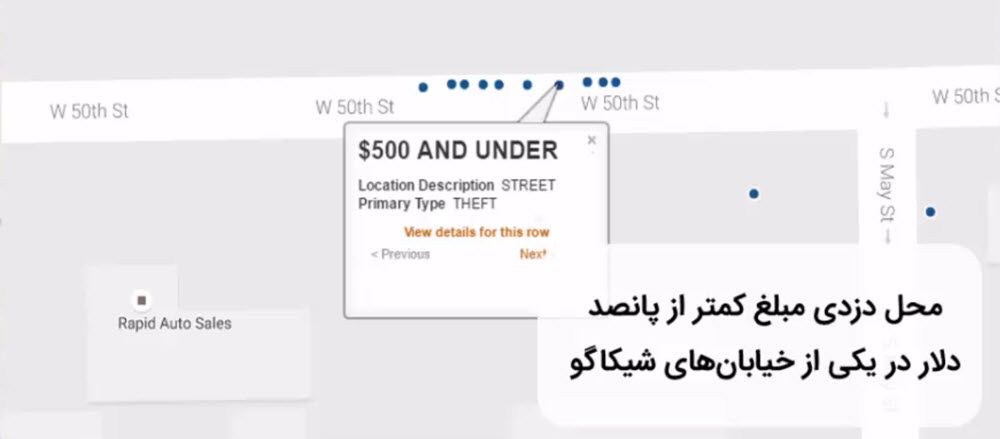 W 50th St
W 50th St
W 50th St
W 50th S
$500 AND UNDER
×
Location Description STREET
Primary Type THEFT
View details for this row
< Previous
Next
S May St
Rapid Auto Sales
محل دزدی مبلغ کمتر از پانصد
دلار در یکی از خیابان‌های شیکاگو